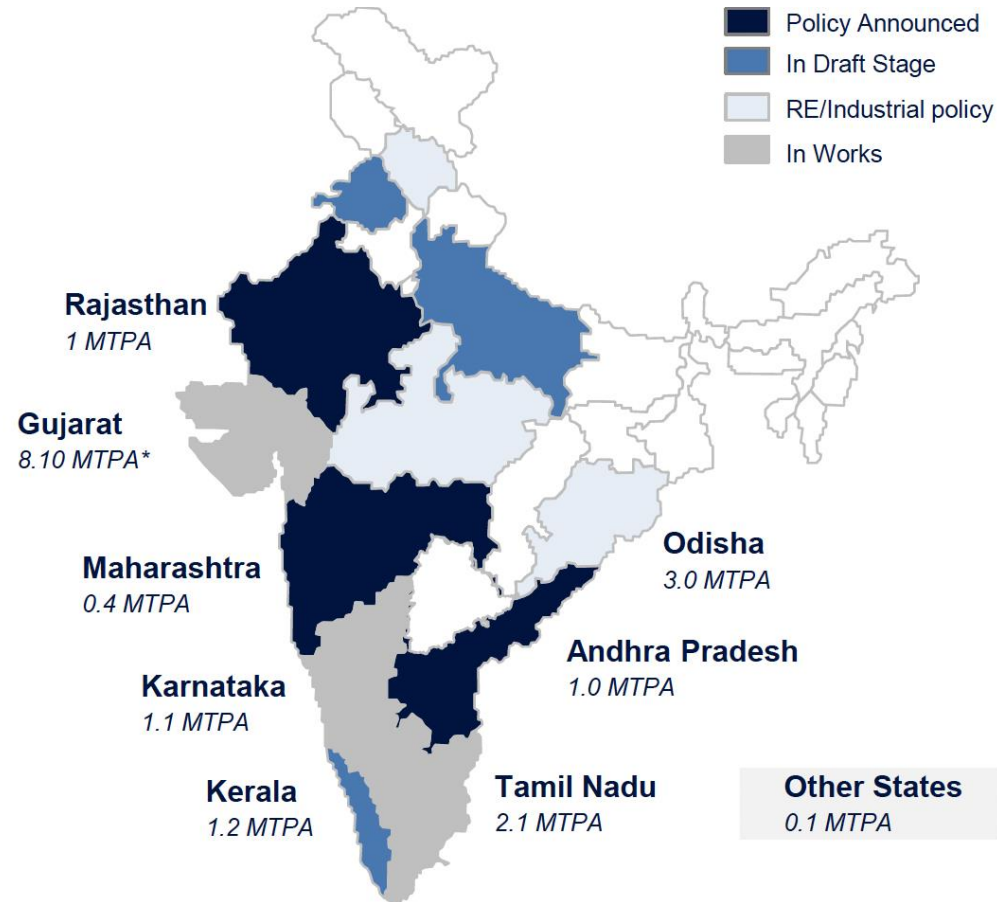 Policy Announced
In Draft Stage
RE/Industrial policy
In Works
Rajasthan
1 MTPA
Gujarat
8.10 MTPA*
Maharashtra
0.4 MTPA
Odisha
3.0 MTPA
Andhra Pradesh
1.0 MTPA
Karnataka
1.1 MTPA
Kerala
1.2 MTPA
Tamil Nadu
2.1 MTPA
Other States
0.1 MTPA